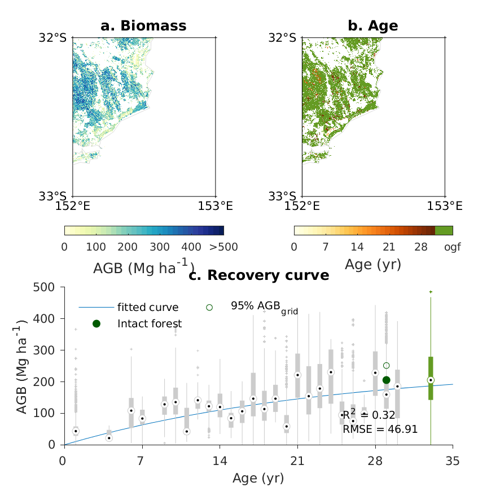 a. Biomass
b. Age
32°S
32°S
33°S
33°S
152°E
153°E
152°E
153°E
0 100 200 300 400 >500
0 7 14 21 28 ogf
AGB (Mg ha⁻¹)
Age (yr)
c. Recovery curve
500
400
300
200
100
0
AGB (Mg ha⁻¹)
fitted curve
95% AGB_grid
Intact forest
R² = 0.32
RMSE = 46.91
0 7 14 21 28 35
Age (yr)